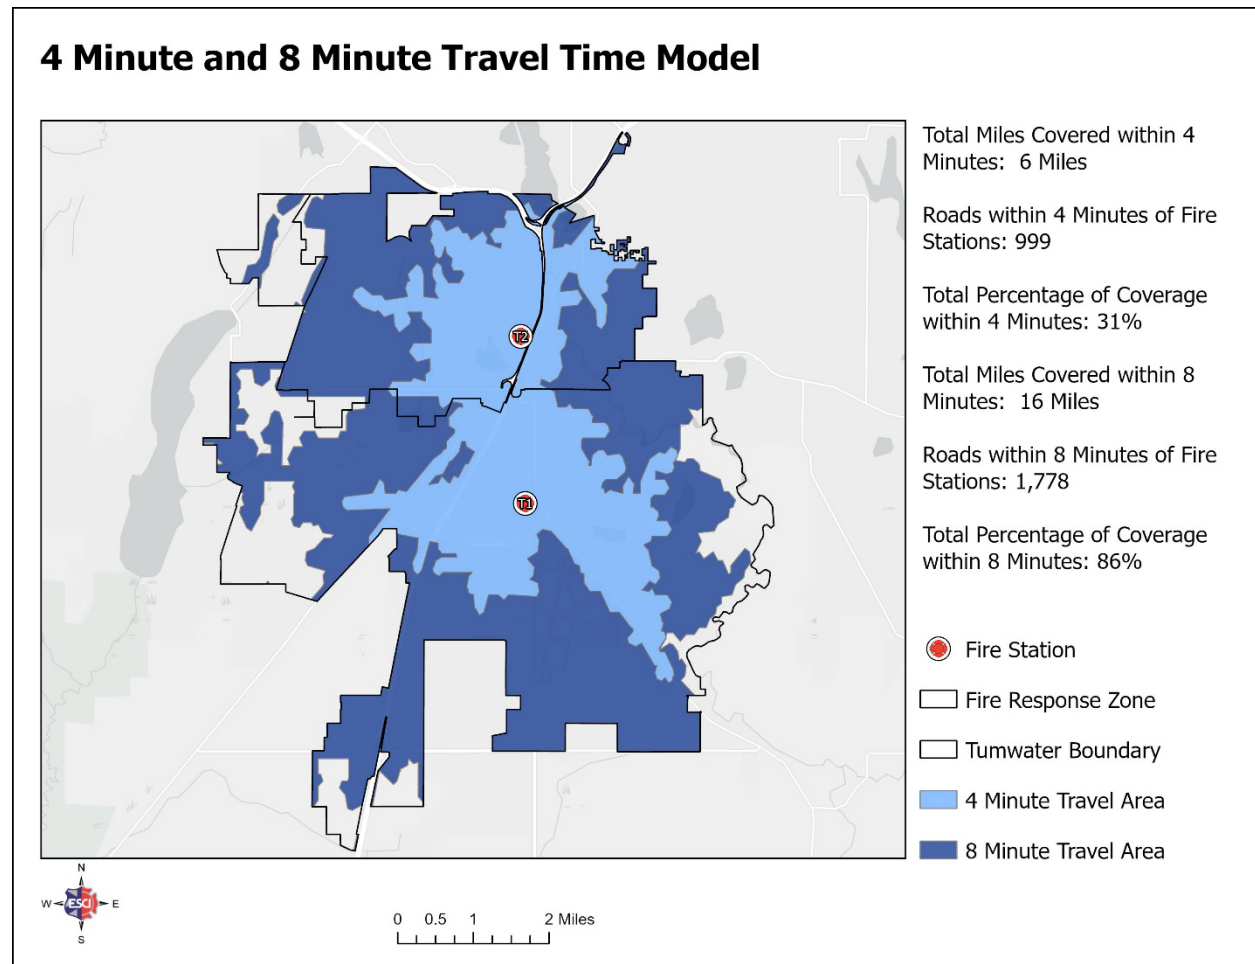 4 Minute and 8 Minute Travel Time Model
T2
T1
Total Miles Covered within 4
Minutes:  6 Miles
Roads within 4 Minutes of Fire
Stations: 999
Total Percentage of Coverage
within 4 Minutes: 31%
Total Miles Covered within 8
Minutes:  16 Miles
Roads within 8 Minutes of Fire
Stations: 1,778
Total Percentage of Coverage
within 8 Minutes: 86%
Fire Station
Fire Response Zone
Tumwater Boundary
4 Minute Travel Area
8 Minute Travel Area
N
W ESCI E
S
0 0.5 1 2 Miles